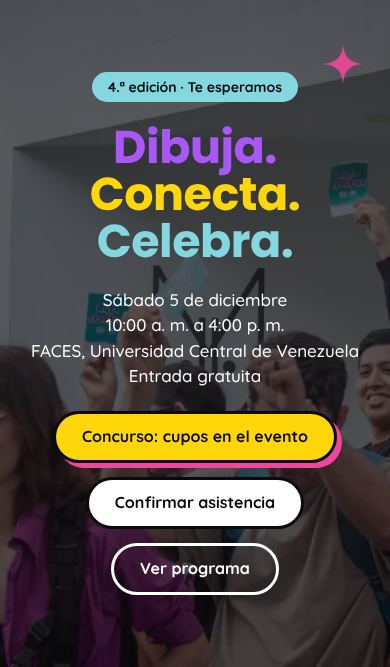 4.ª edición · Te esperamos
Dibuja.
Conecta.
Celebra.
Sábado 5 de diciembre
10:00 a. m. a 4:00 p. m.
FACES, Universidad Central de Venezuela
Entrada gratuita
Concurso: cupos en el evento
Confirmar asistencia
Ver programa